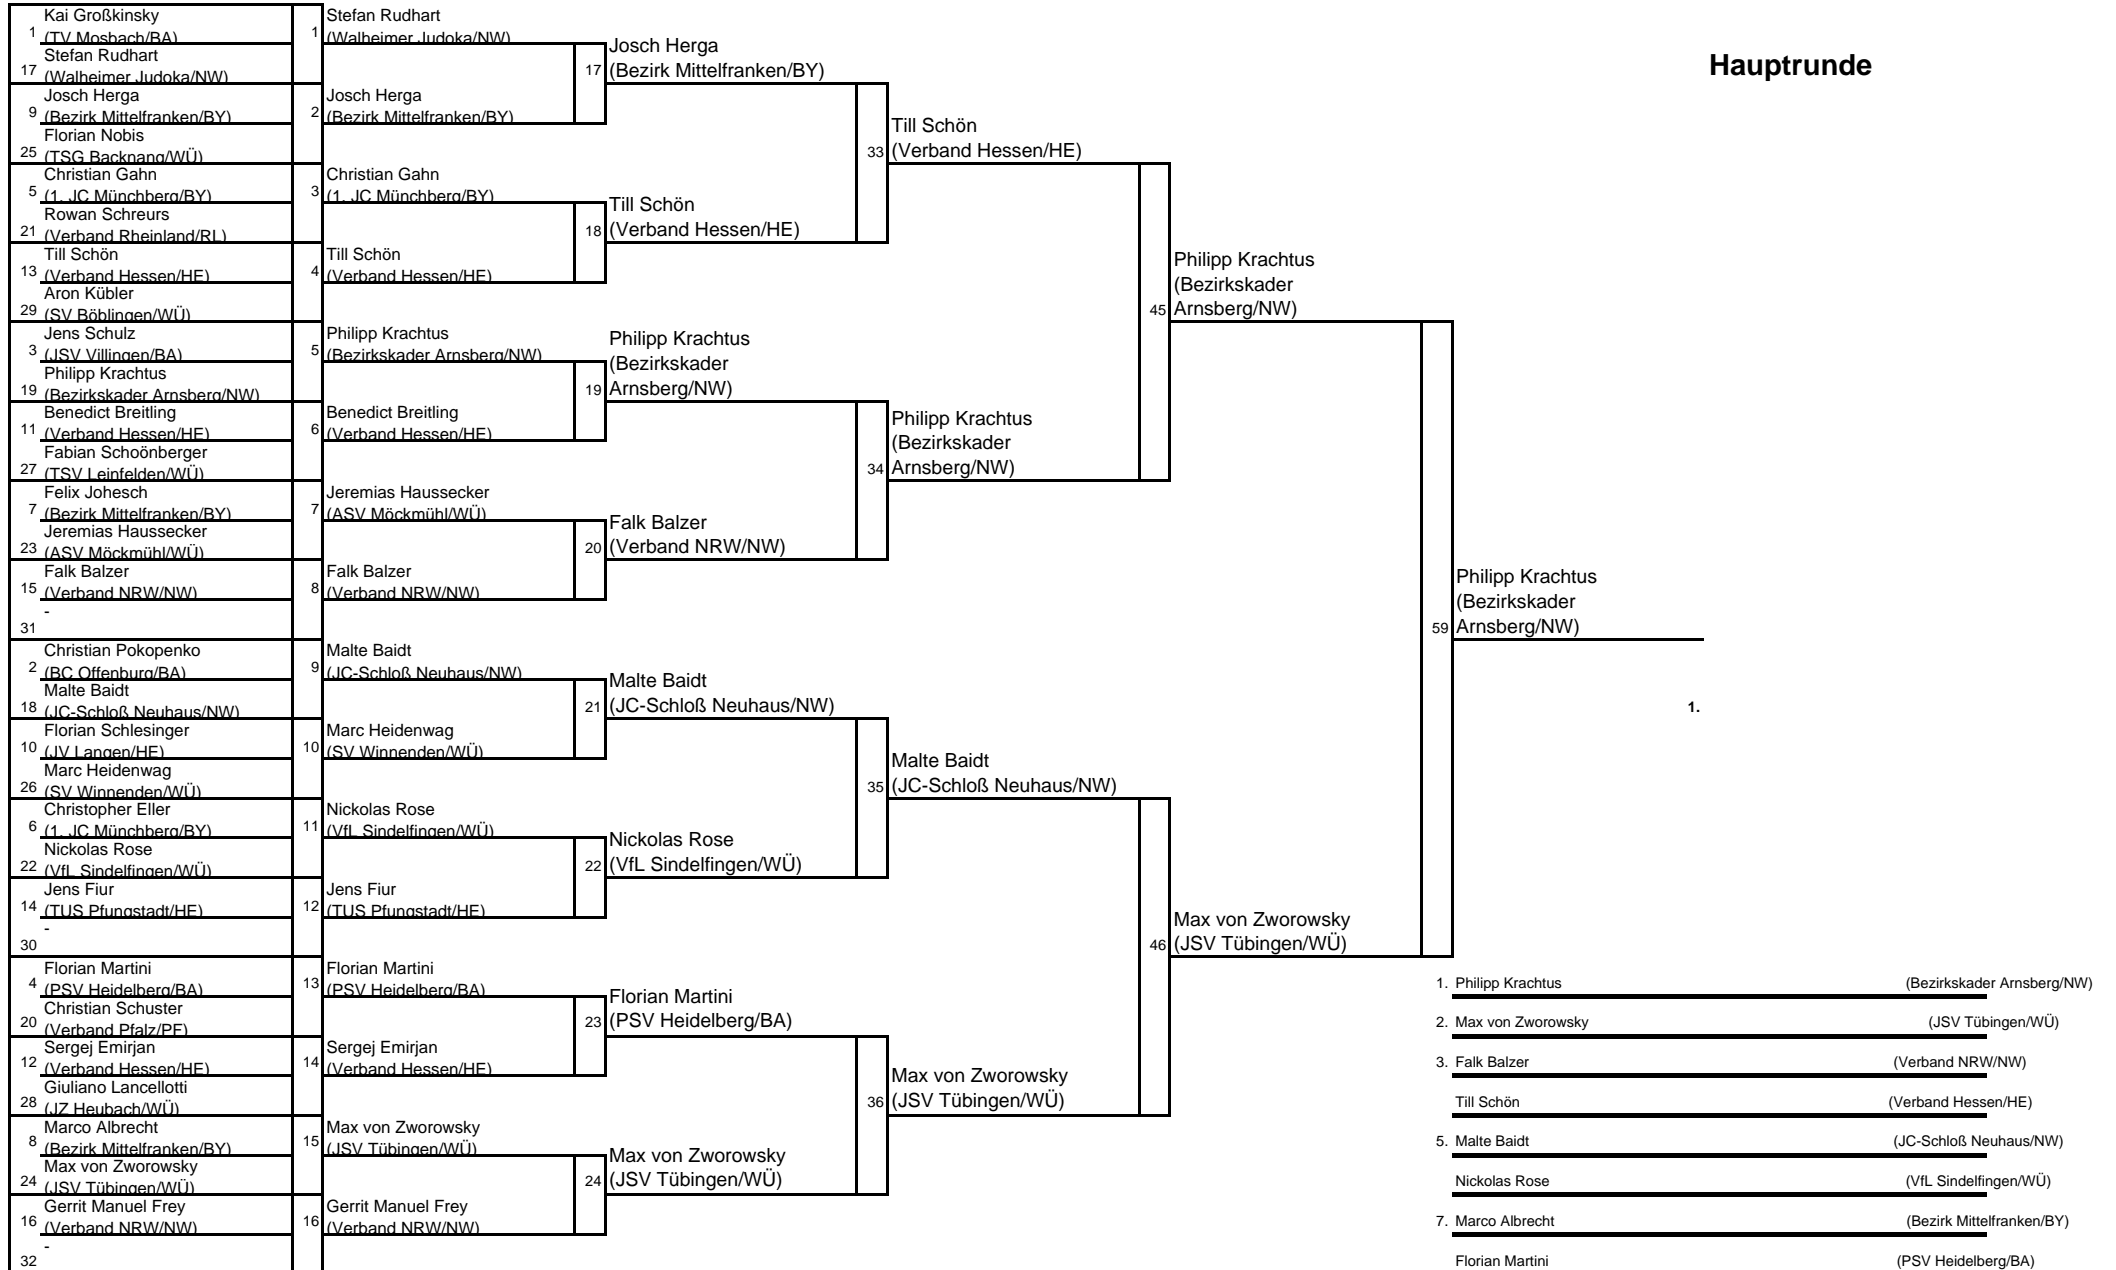 Hauptrunde
1
Kai Großkinsky
(TV Mosbach/BA)
17
Stefan Rudhart
(Walheimer Judoka/NW)
9
Josch Herga
(Bezirk Mittelfranken/BY)
25
Florian Nobis
(TSG Backnang/WÜ)
5
Christian Gahn
(1. JC Münchberg/BY)
21
Rowan Schreurs
(Verband Rheinland/RL)
13
Till Schön
(Verband Hessen/HE)
29
Aron Kübler
(SV Böblingen/WÜ)
3
Jens Schulz
(JSV Villingen/BA)
19
Philipp Krachtus
(Bezirkskader Arnsberg/NW)
11
Benedict Breitling
(Verband Hessen/HE)
27
Fabian Schoönberger
(TSV Leinfelden/WÜ)
7
Felix Johesch
(Bezirk Mittelfranken/BY)
23
Jeremias Haussecker
(ASV Möckmühl/WÜ)
15
Falk Balzer
(Verband NRW/NW)
31
-
2
Christian Pokopenko
(BC Offenburg/BA)
18
Malte Baidt
(JC-Schloß Neuhaus/NW)
10
Florian Schlesinger
(JV Langen/HE)
26
Marc Heidenwag
(SV Winnenden/WÜ)
6
Christopher Eller
(1. JC Münchberg/BY)
22
Nickolas Rose
(VfL Sindelfingen/WÜ)
14
Jens Fiur
(TUS Pfungstadt/HE)
30
-
4
Florian Martini
(PSV Heidelberg/BA)
20
Christian Schuster
(Verband Pfalz/PF)
12
Sergej Emirjan
(Verband Hessen/HE)
28
Giuliano Lancellotti
(JZ Heubach/WÜ)
8
Marco Albrecht
(Bezirk Mittelfranken/BY)
24
Max von Zworowsky
(JSV Tübingen/WÜ)
16
Gerrit Manuel Frey
(Verband NRW/NW)
32
-
1
Stefan Rudhart
(Walheimer Judoka/NW)
2
Josch Herga
(Bezirk Mittelfranken/BY)
3
Christian Gahn
(1. JC Münchberg/BY)
4
Till Schön
(Verband Hessen/HE)
5
Philipp Krachtus
(Bezirkskader Arnsberg/NW)
6
Benedict Breitling
(Verband Hessen/HE)
7
Jeremias Haussecker
(ASV Möckmühl/WÜ)
8
Falk Balzer
(Verband NRW/NW)
9
Malte Baidt
(JC-Schloß Neuhaus/NW)
10
Marc Heidenwag
(SV Winnenden/WÜ)
11
Nickolas Rose
(VfL Sindelfingen/WÜ)
12
Jens Fiur
(TUS Pfungstadt/HE)
13
Florian Martini
(PSV Heidelberg/BA)
14
Sergej Emirjan
(Verband Hessen/HE)
15
Max von Zworowsky
(JSV Tübingen/WÜ)
16
Gerrit Manuel Frey
(Verband NRW/NW)
17
Josch Herga
(Bezirk Mittelfranken/BY)
18
Till Schön
(Verband Hessen/HE)
19
Philipp Krachtus
(Bezirkskader
Arnsberg/NW)
20
Falk Balzer
(Verband NRW/NW)
21
Malte Baidt
(JC-Schloß Neuhaus/NW)
22
Nickolas Rose
(VfL Sindelfingen/WÜ)
23
Florian Martini
(PSV Heidelberg/BA)
24
Max von Zworowsky
(JSV Tübingen/WÜ)
33
Till Schön
(Verband Hessen/HE)
34
Philipp Krachtus
(Bezirkskader
Arnsberg/NW)
35
Malte Baidt
(JC-Schloß Neuhaus/NW)
36
Max von Zworowsky
(JSV Tübingen/WÜ)
45
Philipp Krachtus
(Bezirkskader
Arnsberg/NW)
46
Max von Zworowsky
(JSV Tübingen/WÜ)
59
Philipp Krachtus
(Bezirkskader
Arnsberg/NW)
1.
1. Philipp Krachtus (Bezirkskader Arnsberg/NW)
2. Max von Zworowsky (JSV Tübingen/WÜ)
3. Falk Balzer (Verband NRW/NW)
Till Schön (Verband Hessen/HE)
5. Malte Baidt (JC-Schloß Neuhaus/NW)
Nickolas Rose (VfL Sindelfingen/WÜ)
7. Marco Albrecht (Bezirk Mittelfranken/BY)
Florian Martini (PSV Heidelberg/BA)